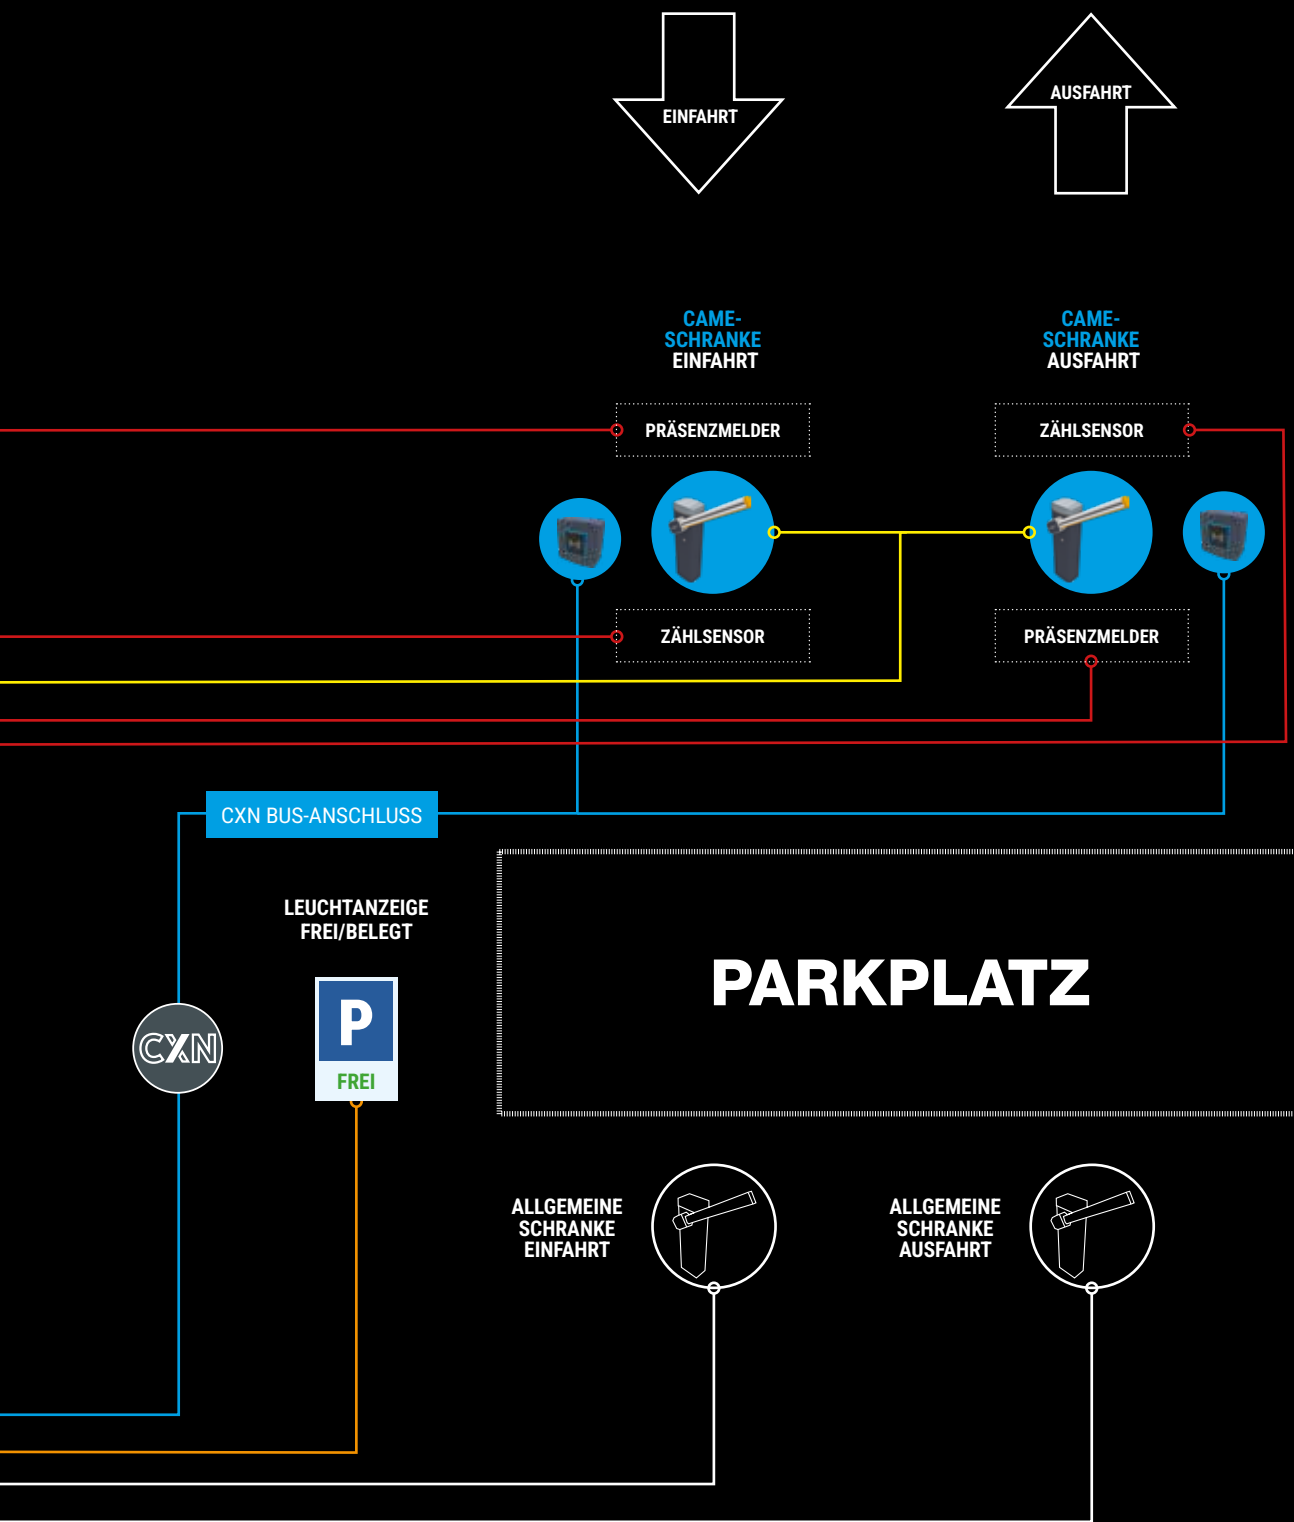 EINFAHRT
AUSFAHRT
CAME-
SCHRANKE
EINFAHRT
CAME-
SCHRANKE
AUSFAHRT
PRÄSENZMELDER
ZÄHLSENSOR
ZÄHLSENSOR
PRÄSENZMELDER
CXN BUS-ANSCHLUSS
LEUCHTANZEIGE
FREI/BELEGT
P
FREI
CXN
PARKPLATZ
ALLGEMEINE
SCHRANKE
EINFAHRT
ALLGEMEINE
SCHRANKE
AUSFAHRT